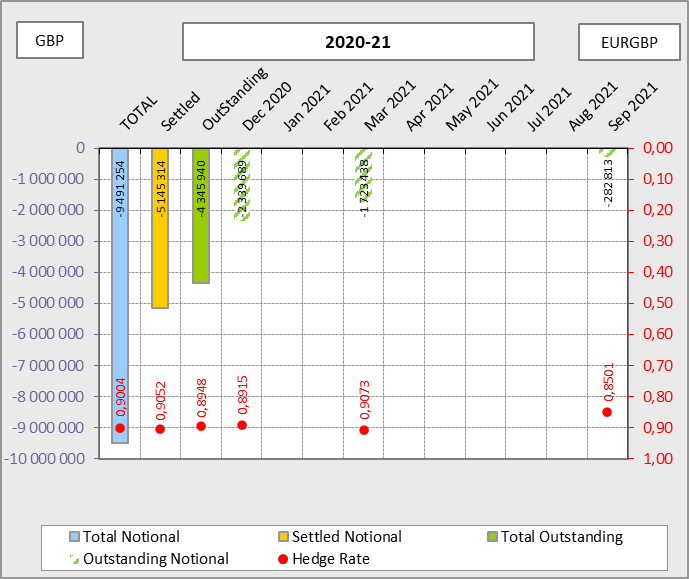 GBP
2020-21
EURGBP
TOTAL
Settled
OutStanding
Dec 2020
Jan 2021
Feb 2021
Mar 2021
Apr 2021
May 2021
Jun 2021
Jul 2021
Aug 2021
Sep 2021
0
-1 000 000
-2 000 000
-3 000 000
-4 000 000
-5 000 000
-6 000 000
-7 000 000
-8 000 000
-9 000 000
-10 000 000
-9 491 254
-5 145 314
-4 345 940
-2 339 689
-1 723 438
-282 813
0,9004
0,9052
0,8948
0,8915
0,9073
0,8501
0,00
0,10
0,20
0,30
0,40
0,50
0,60
0,70
0,80
0,90
1,00
Total Notional
Settled Notional
Total Outstanding
Outstanding Notional
Hedge Rate